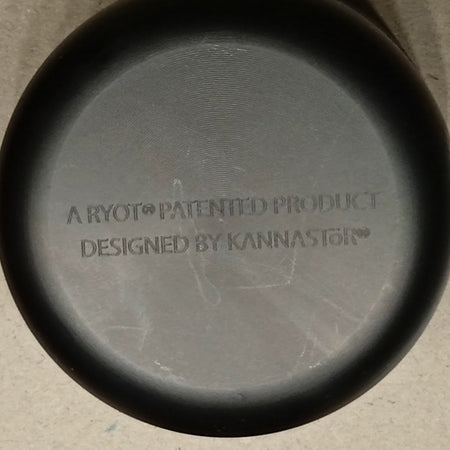 A RYOT® PATENTED PRODUCT
DESIGNED BY KANNASTöR®